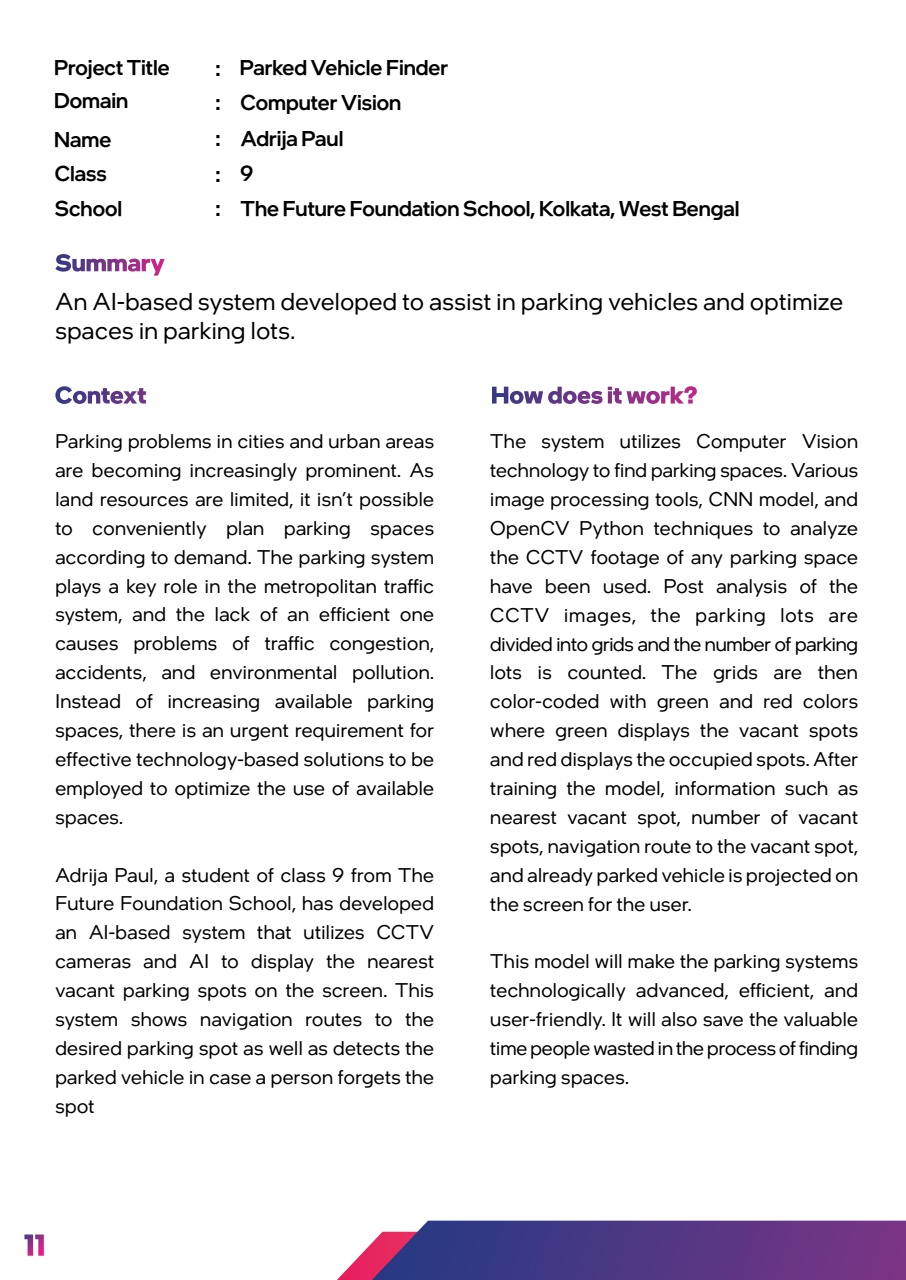 Project Title : Parked Vehicle Finder
Domain : Computer Vision
Name : Adrija Paul
Class : 9
School : The Future Foundation School, Kolkata, West Bengal
Summary
An AI-based system developed to assist in parking vehicles and optimize
spaces in parking lots.
Context
Parking problems in cities and urban areas
are becoming increasingly prominent. As
land resources are limited, it isn’t possible
to conveniently plan parking spaces
according to demand. The parking system
plays a key role in the metropolitan traffic
system, and the lack of an efficient one
causes problems of traffic congestion,
accidents, and environmental pollution.
Instead of increasing available parking
spaces, there is an urgent requirement for
effective technology-based solutions to be
employed to optimize the use of available
spaces.
Adrija Paul, a student of class 9 from The
Future Foundation School, has developed
an AI-based system that utilizes CCTV
cameras and AI to display the nearest
vacant parking spots on the screen. This
system shows navigation routes to the
desired parking spot as well as detects the
parked vehicle in case a person forgets the
spot
How does it work?
The system utilizes Computer Vision
technology to find parking spaces. Various
image processing tools, CNN model, and
OpenCV Python techniques to analyze
the CCTV footage of any parking space
have been used. Post analysis of the
CCTV images, the parking lots are
divided into grids and the number of parking
lots is counted. The grids are then
color-coded with green and red colors
where green displays the vacant spots
and red displays the occupied spots. After
training the model, information such as
nearest vacant spot, number of vacant
spots, navigation route to the vacant spot,
and already parked vehicle is projected on
the screen for the user.
This model will make the parking systems
technologically advanced, efficient, and
user-friendly. It will also save the valuable
time people wasted in the process of finding
parking spaces.
11